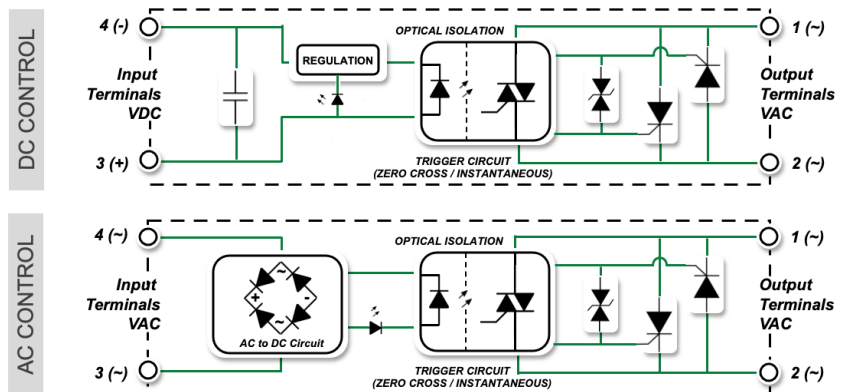 DC CONTROL
4 (-)
OPTICAL ISOLATION
1 (~)
REGULATION
Input
Terminals
VDC
Output
Terminals
VAC
3 (+)
TRIGGER CIRCUIT
(ZERO CROSS / INSTANTANEOUS)
2 (~)
AC CONTROL
4 (~)
OPTICAL ISOLATION
1 (~)
Input
Terminals
VAC
~
+
-
~
AC to DC Circuit
Output
Terminals
VAC
3 (~)
TRIGGER CIRCUIT
(ZERO CROSS / INSTANTANEOUS)
2 (~)